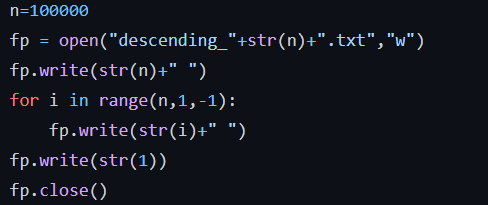 n=100000
fp = open("descending_"+str(n)+".txt","w")
fp.write(str(n)+" ")
for i in range(n,1,-1):
    fp.write(str(i)+" ")
fp.write(str(1))
fp.close()